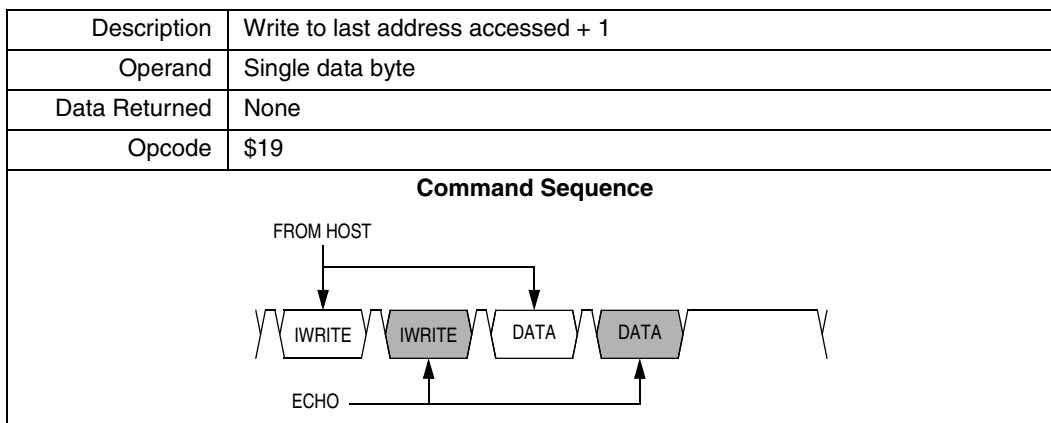 Description Write to last address accessed + 1
Operand Single data byte
Data Returned None
Opcode $19
Command Sequence
FROM HOST
IWRITE IWRITE DATA DATA
ECHO